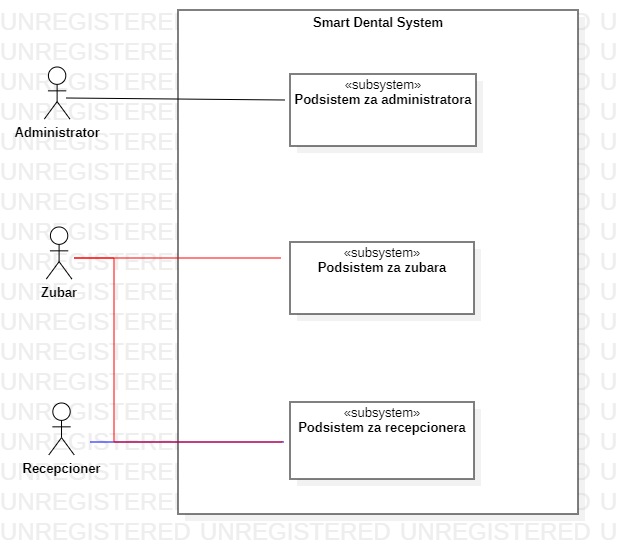 Smart Dental System
«subsystem»
Podsistem za administratora
Administrator
«subsystem»
Podsistem za zubara
Zubar
«subsystem»
Podsistem za recepcionera
Recepcioner
UNREGISTERED UNREGISTERED UNREGISTERED U